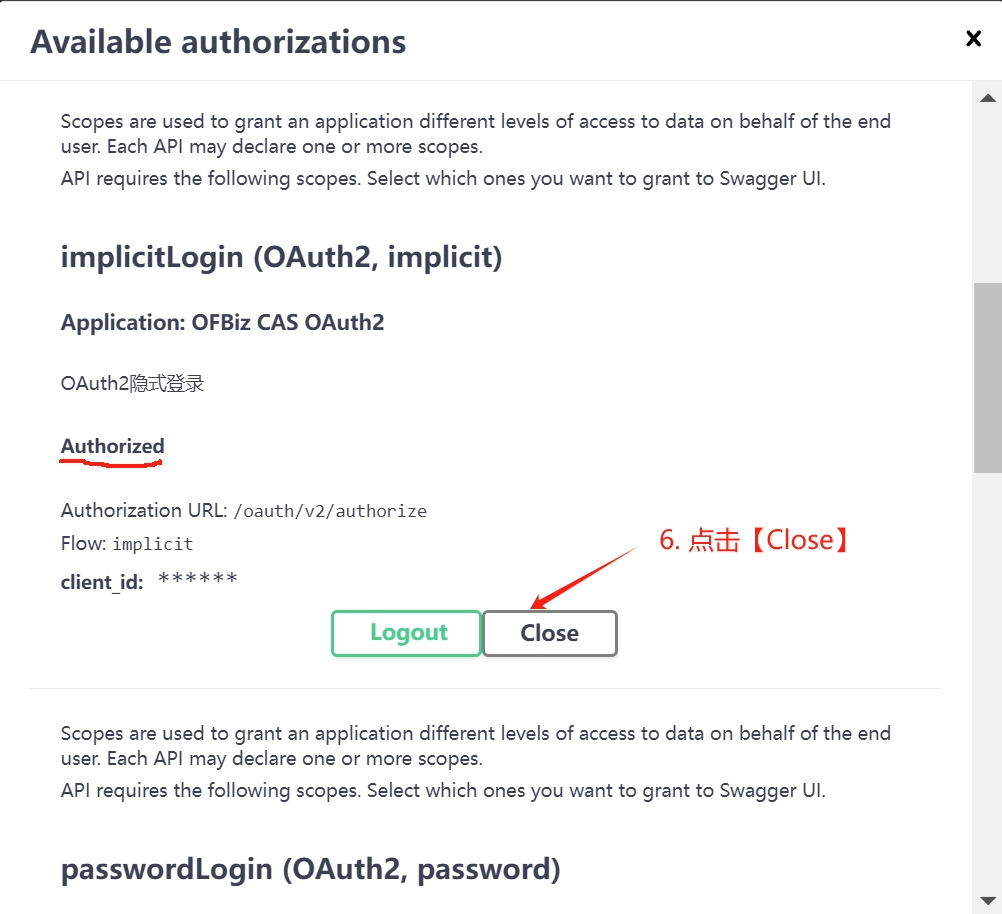 Available authorizations
Scopes are used to grant an application different levels of access to data on behalf of the end
user. Each API may declare one or more scopes.
API requires the following scopes. Select which ones you want to grant to Swagger UI.
implicitLogin (OAuth2, implicit)
Application: OFBiz CAS OAuth2
OAuth2隐式登录
Authorized
Authorization URL: /oauth/v2/authorize
6. 点击【Close】
Flow: implicit
client_id: ******
Logout
Close
Scopes are used to grant an application different levels of access to data on behalf of the end
user. Each API may declare one or more scopes.
API requires the following scopes. Select which ones you want to grant to Swagger UI.
passwordLogin (OAuth2, password)